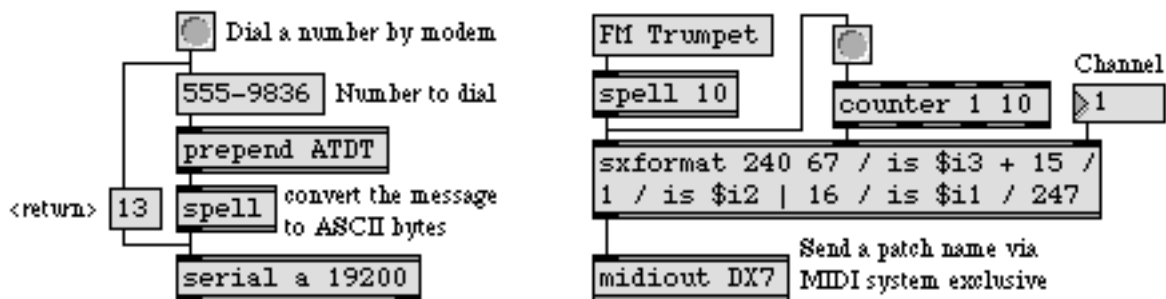 Dial a number by modem
555-9836
Number to dial
prepend ATDT
<return>
13
spell
convert the message
to ASCII bytes
serial a 19200
FM Trumpet
spell 10
counter 1 10
Channel
1
sxformat 240 67 / is $i3 + 15 /
1 / is $i2 | 16 / is $i1 / 247
midiout DX7
Send a patch name via
MIDI system exclusive